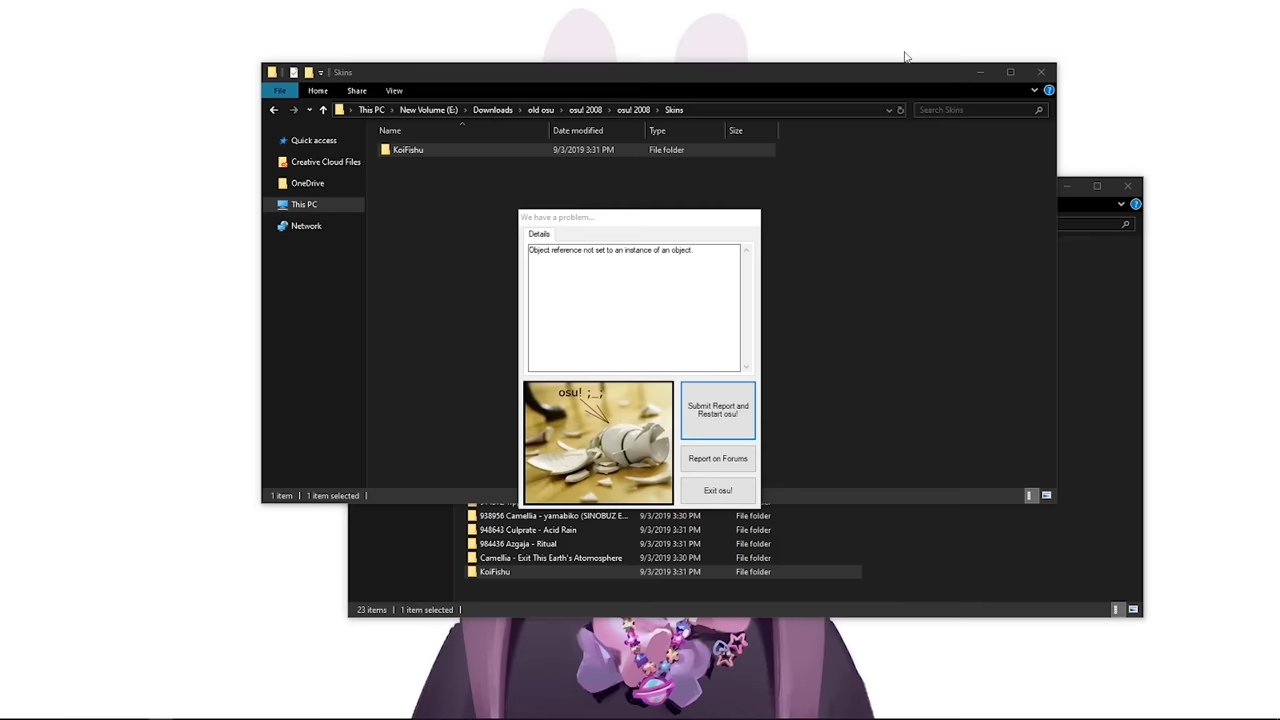 Skins
File
Home
Share
View
This PC
New Volume (E:)
Downloads
old osu
osu! 2008
osu! 2008
Skins
Search Skins
Name
Date modified
Type
Size
Quick access
Creative Cloud Files
OneDrive
This PC
Network
KoiFishu
9/3/2019 3:31 PM
File folder
We have a problem...
Details
Object reference not set to an instance of an object.
osu! ;_;
Submit Report and
Restart osu!
Report on Forums
Exit osu!
1 item
1 item selected
938956 Camellia - yamabiko (SINOBUZ E...
9/3/2019 3:30 PM
File folder
948643 Culprate - Acid Rain
9/3/2019 3:31 PM
File folder
984436 Azgaja - Ritual
9/3/2019 3:31 PM
File folder
Camellia - Exit This Earth's Atomosphere
9/3/2019 3:30 PM
File folder
KoiFishu
9/3/2019 3:31 PM
File folder
23 items
1 item selected